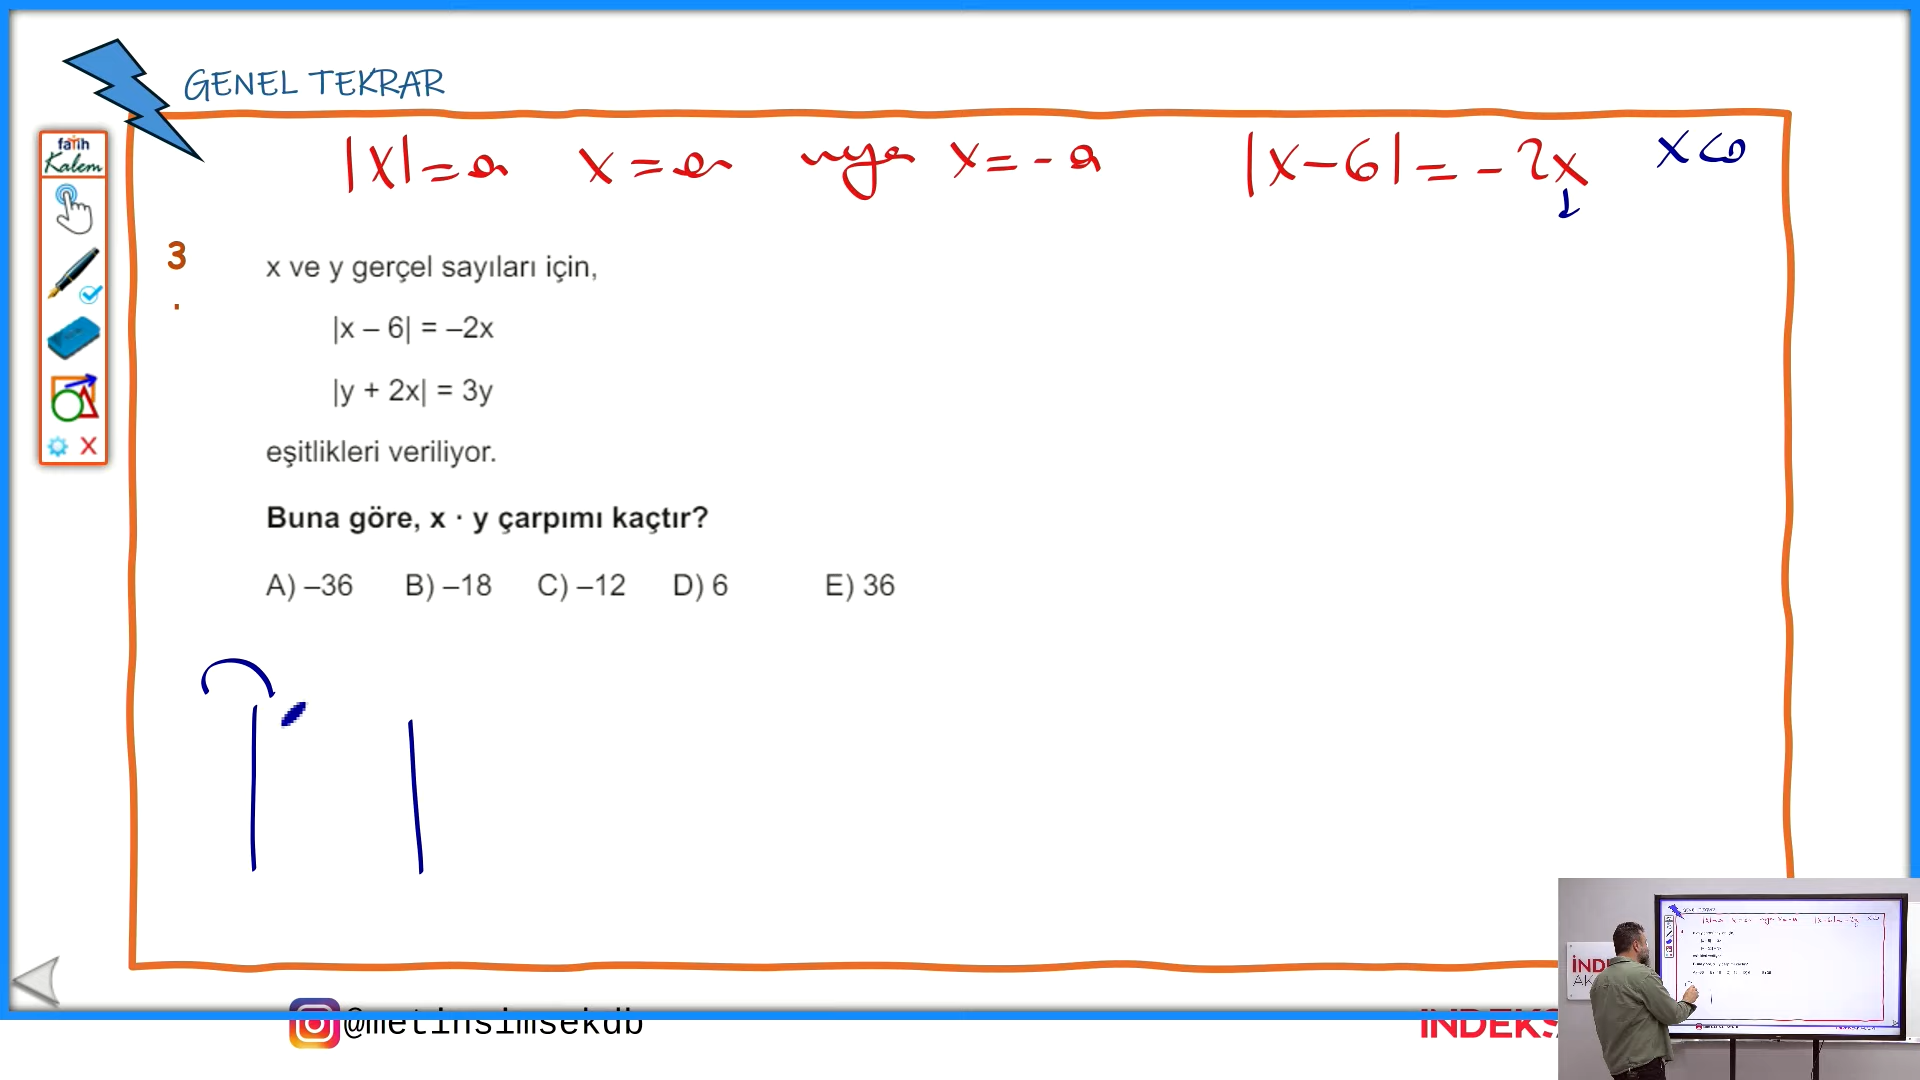 GENEL TEKRAR
fatih
Kalem
|x|=a x=a veya x=-a |x-6|=-2x x<0
3
.
x ve y gerçel sayıları için,
|x – 6| = –2x
|y + 2x| = 3y
eşitlikleri veriliyor.
Buna göre, x · y çarpımı kaçtır?
A) –36 B) –18 C) –12 D) 6 E) 36
@metinsimsekdb
INDEKS